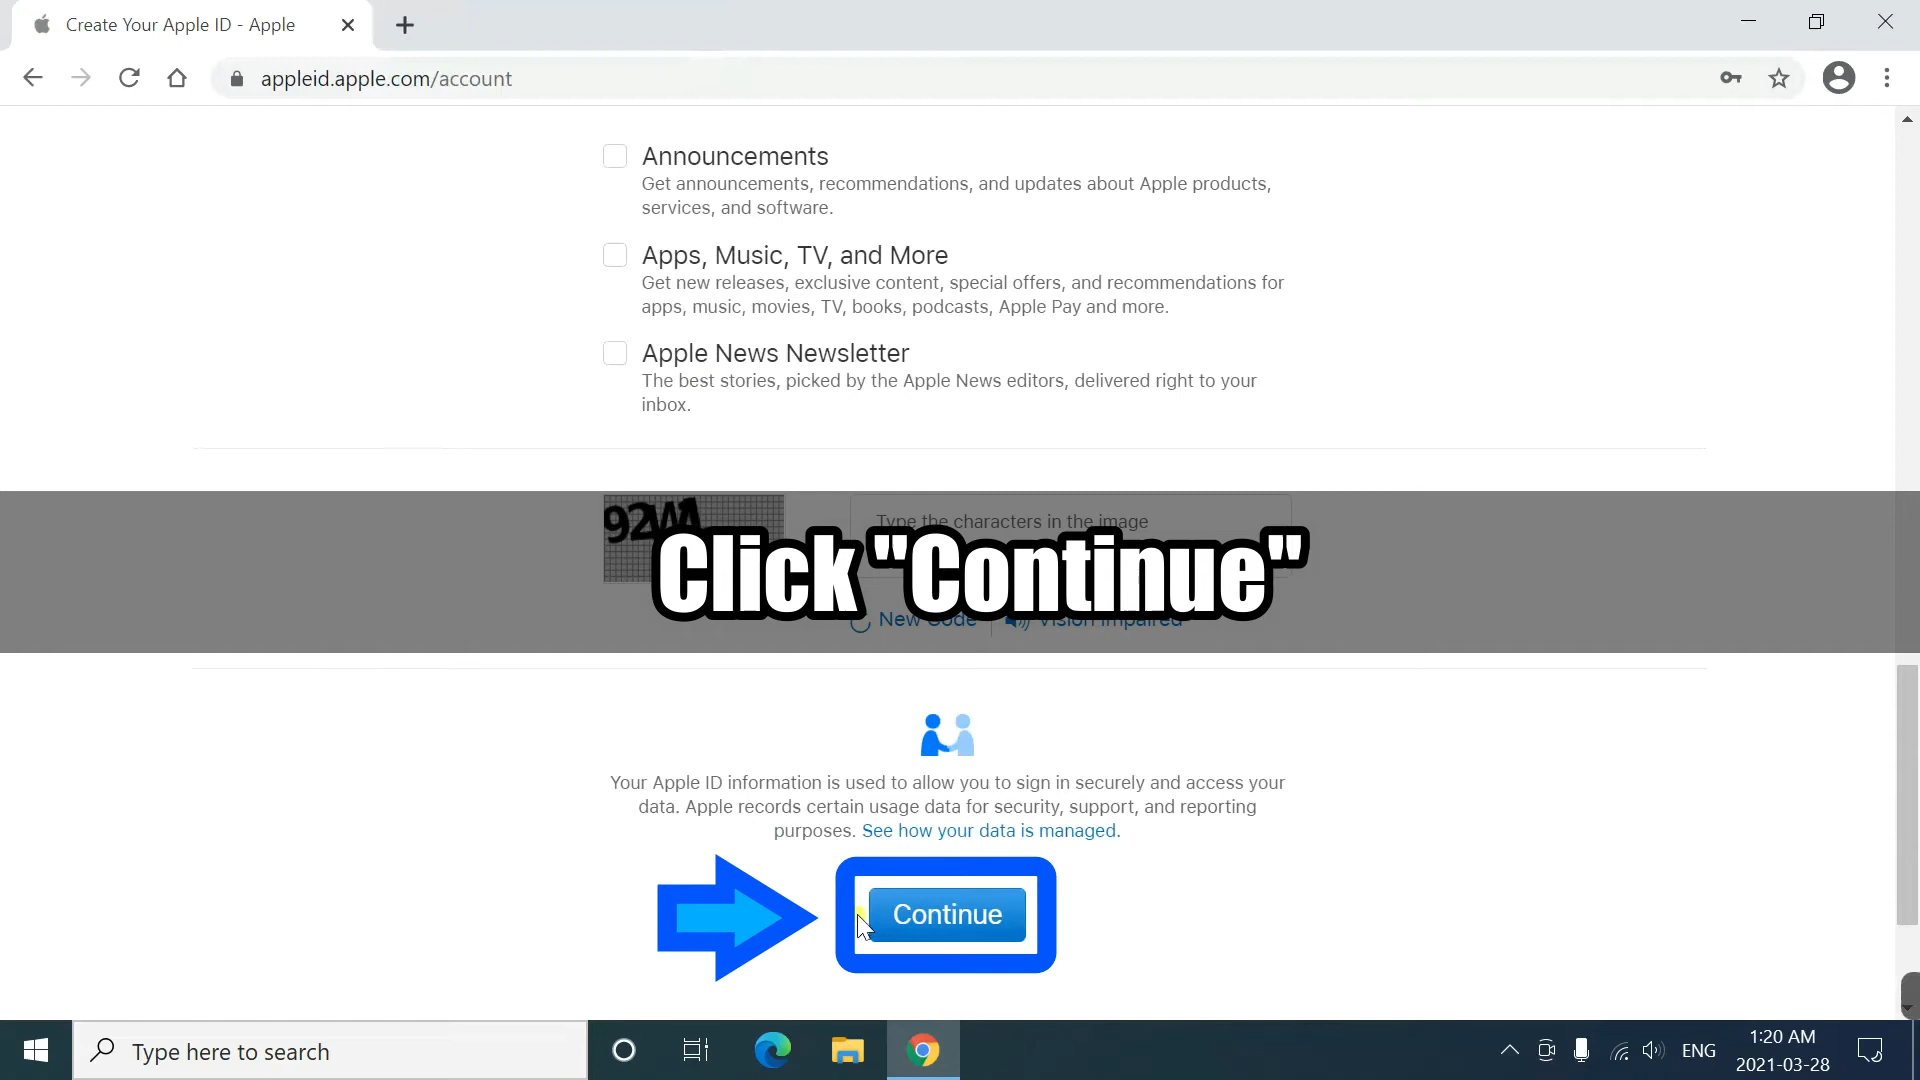 Create Your Apple ID - Apple
appleid.apple.com/account
Announcements
Get announcements, recommendations, and updates about Apple products,
services, and software.
Apps, Music, TV, and More
Get new releases, exclusive content, special offers, and recommendations for
apps, music, movies, TV, books, podcasts, Apple Pay and more.
Apple News Newsletter
The best stories, picked by the Apple News editors, delivered right to your
inbox.
Type the characters in the image
Click "Continue"
New Code
Vision Impaired
Your Apple ID information is used to allow you to sign in securely and access your
data. Apple records certain usage data for security, support, and reporting
purposes. See how your data is managed.
Continue
Type here to search
ENG
1:20 AM
2021-03-28